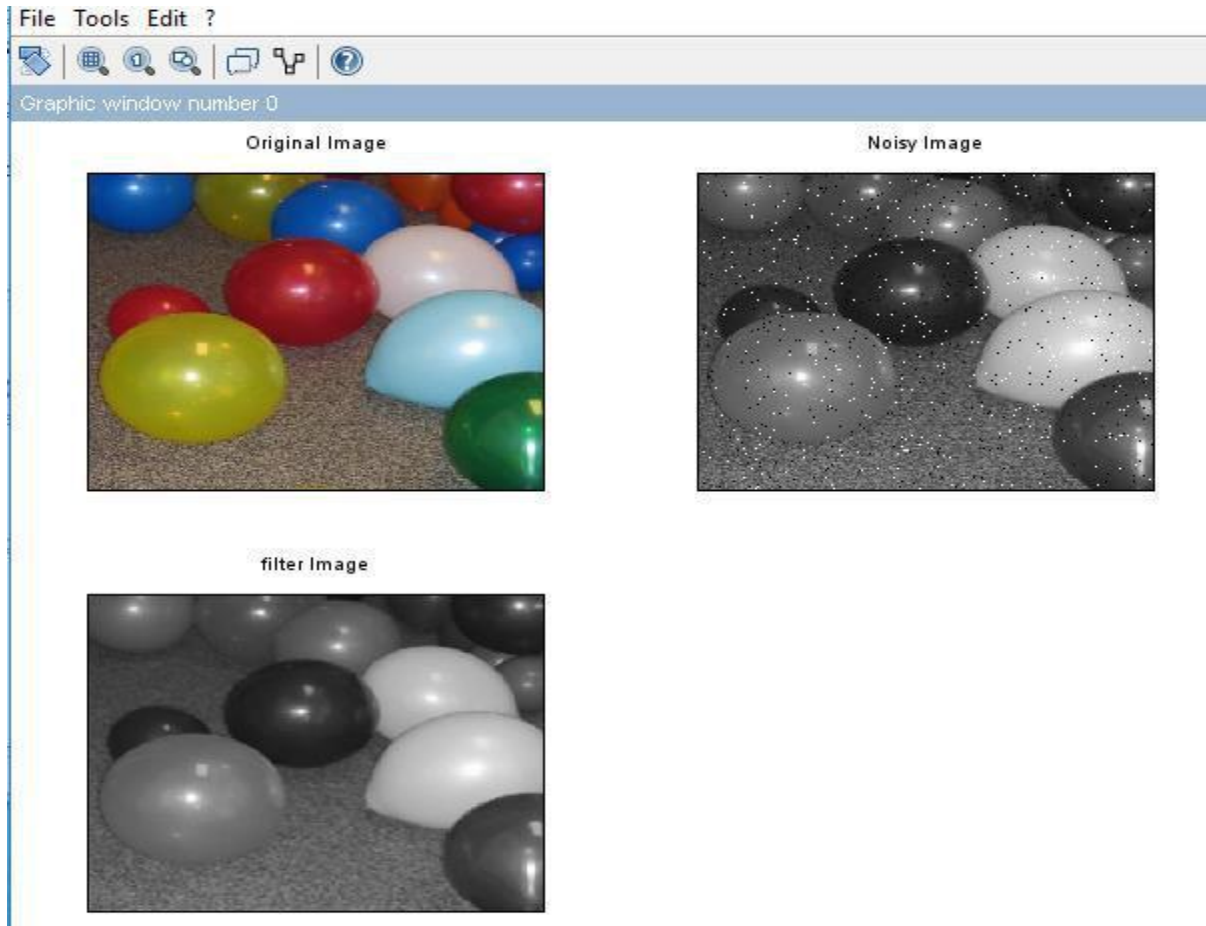 File Tools Edit ?
Graphic window number 0
Original Image
Noisy Image
filter Image